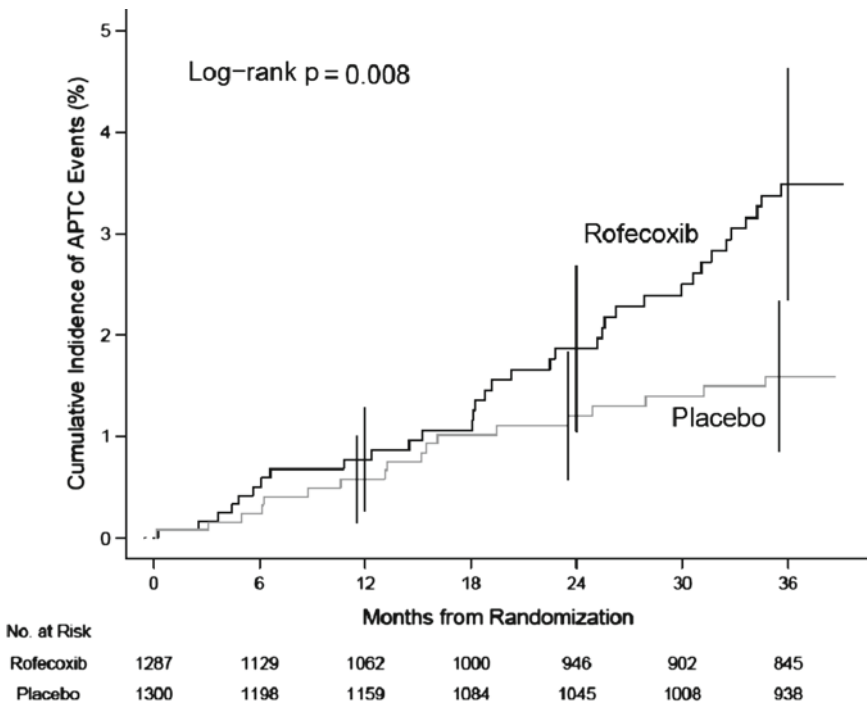 5
Log-rank p = 0.008
4
3
2
1
0
Cumulative Indidence of APTC Events (%)
Rofecoxib
Placebo
0 6 12 18 24 30 36
Months from Randomization
No. at Risk
Rofecoxib 1287 1129 1062 1000 946 902 845
Placebo 1300 1198 1159 1084 1045 1008 938